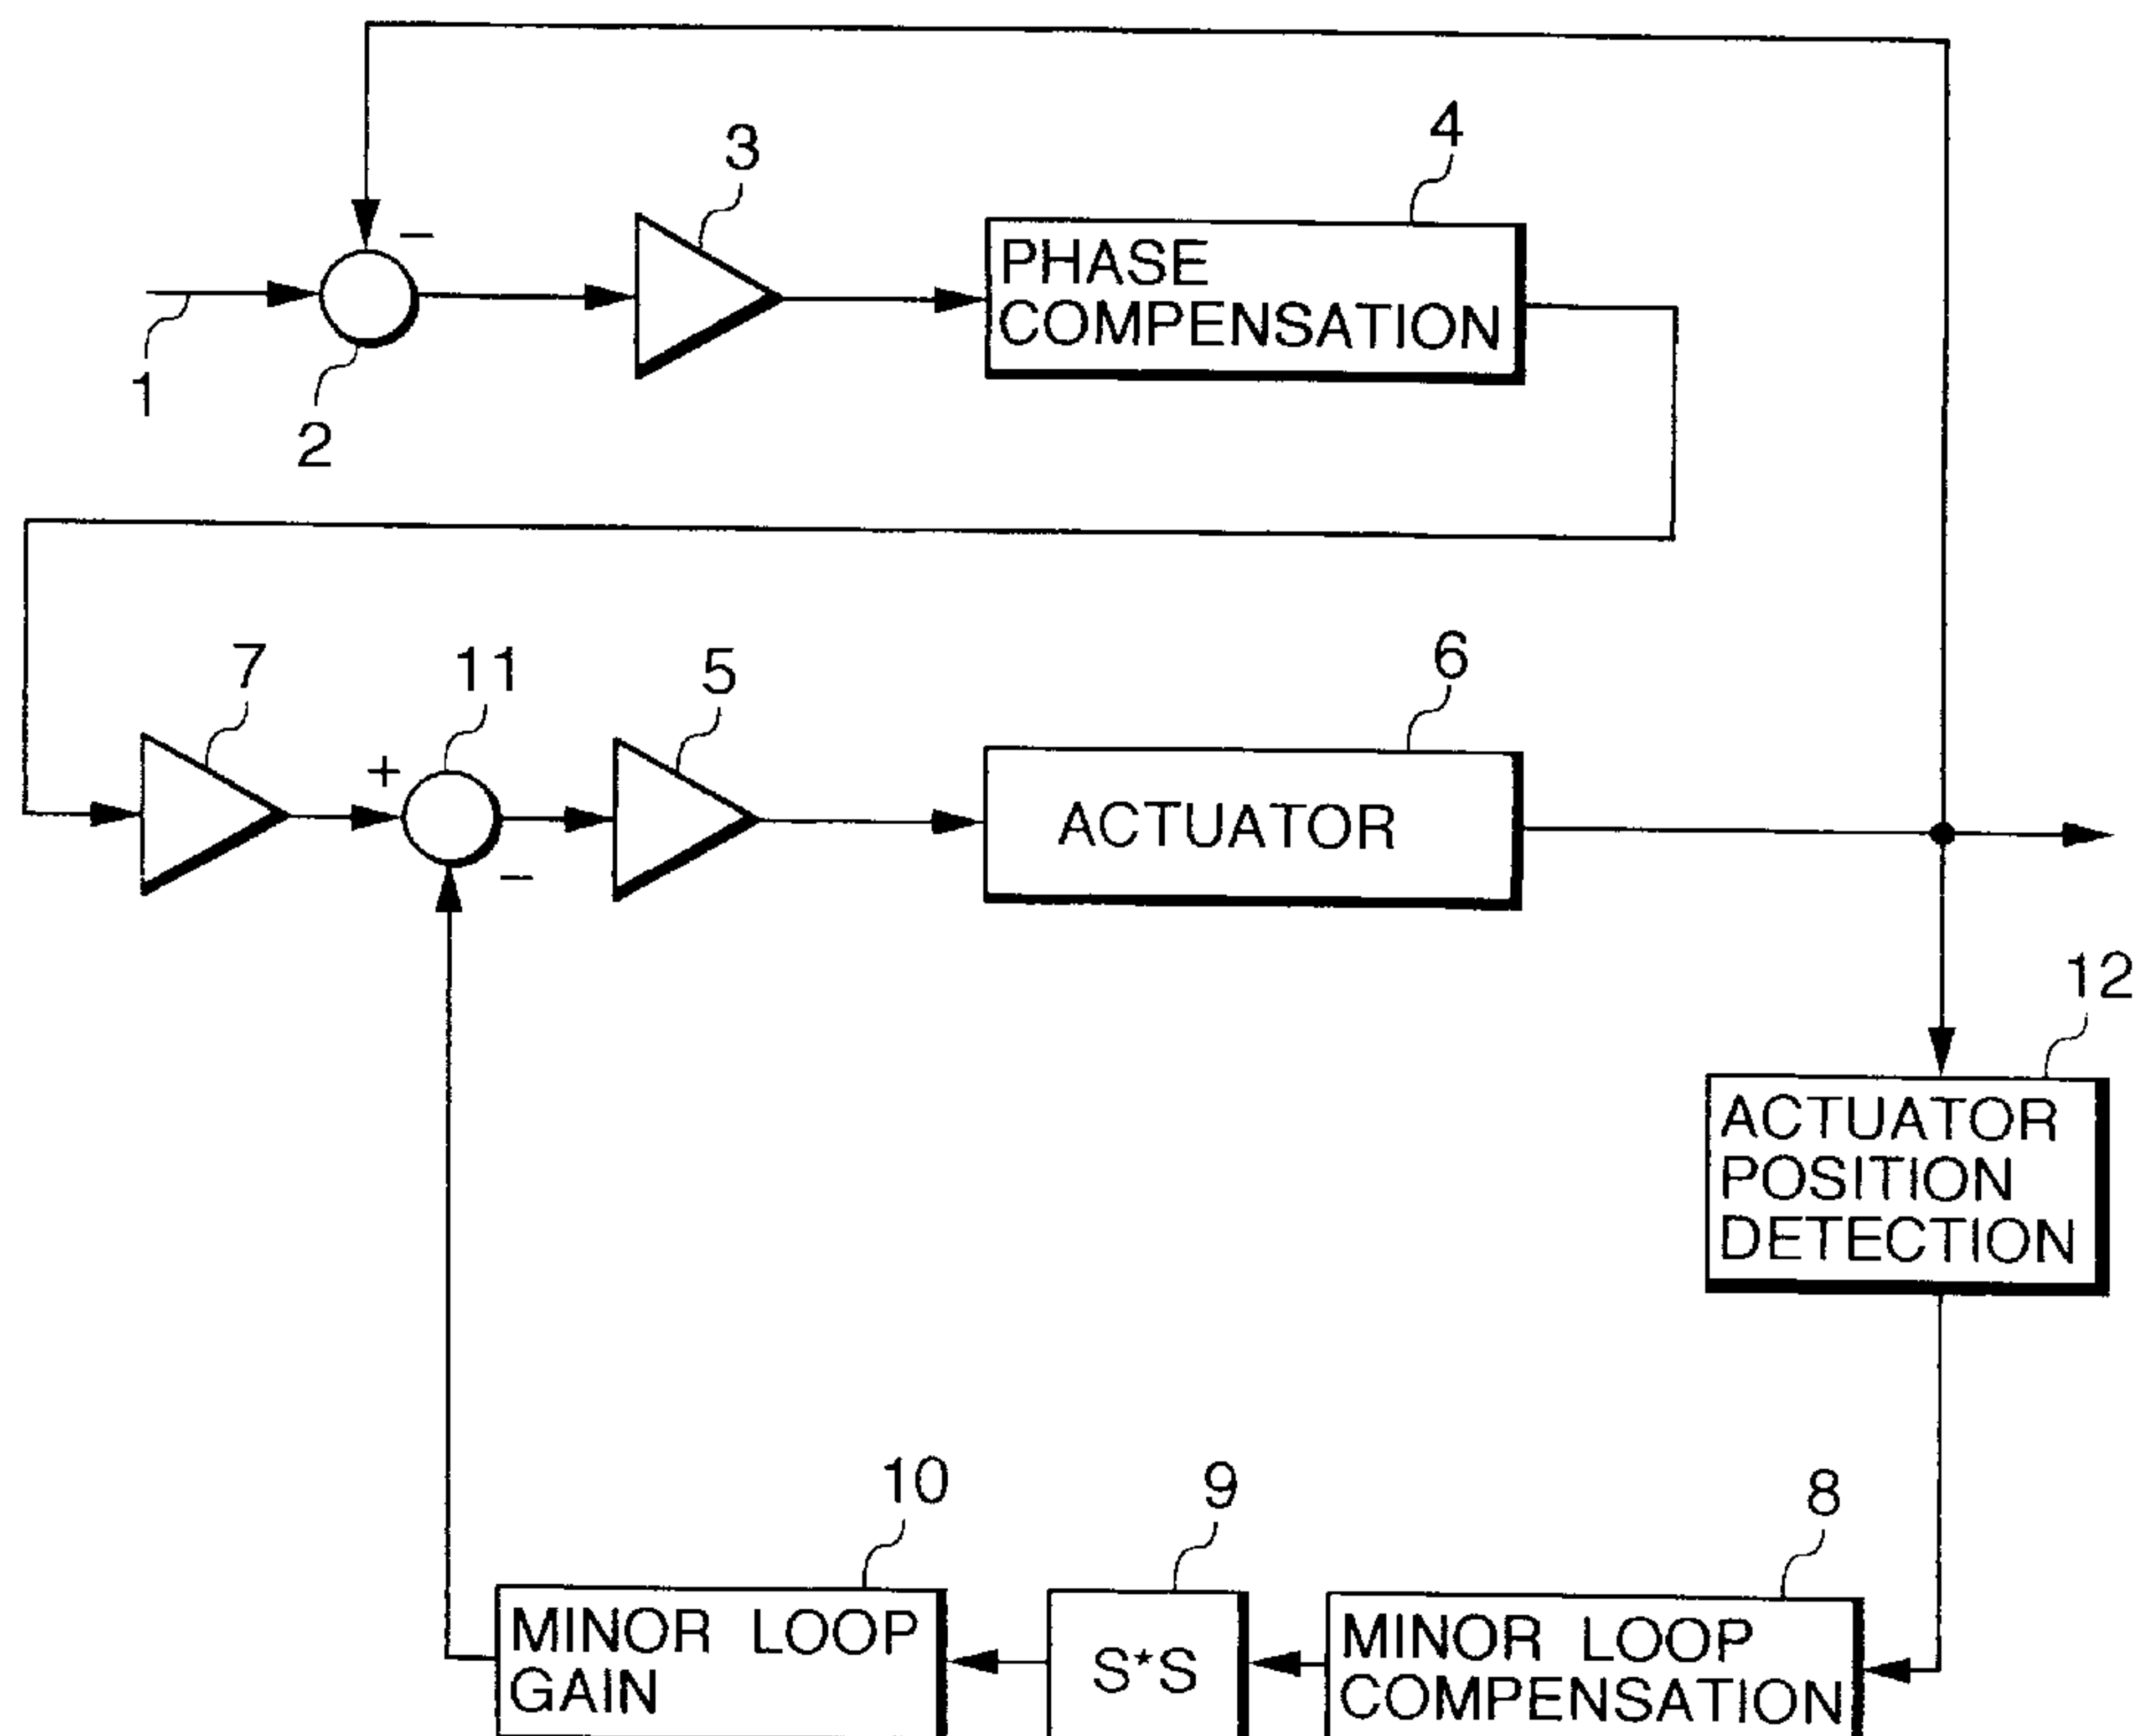 3
4
−
PHASE
COMPENSATION
1
2
7
11
5
6
+
−
ACTUATOR
12
ACTUATOR
POSITION
DETECTION
10
9
8
MINOR LOOP
GAIN
S*S
MINOR LOOP
COMPENSATION